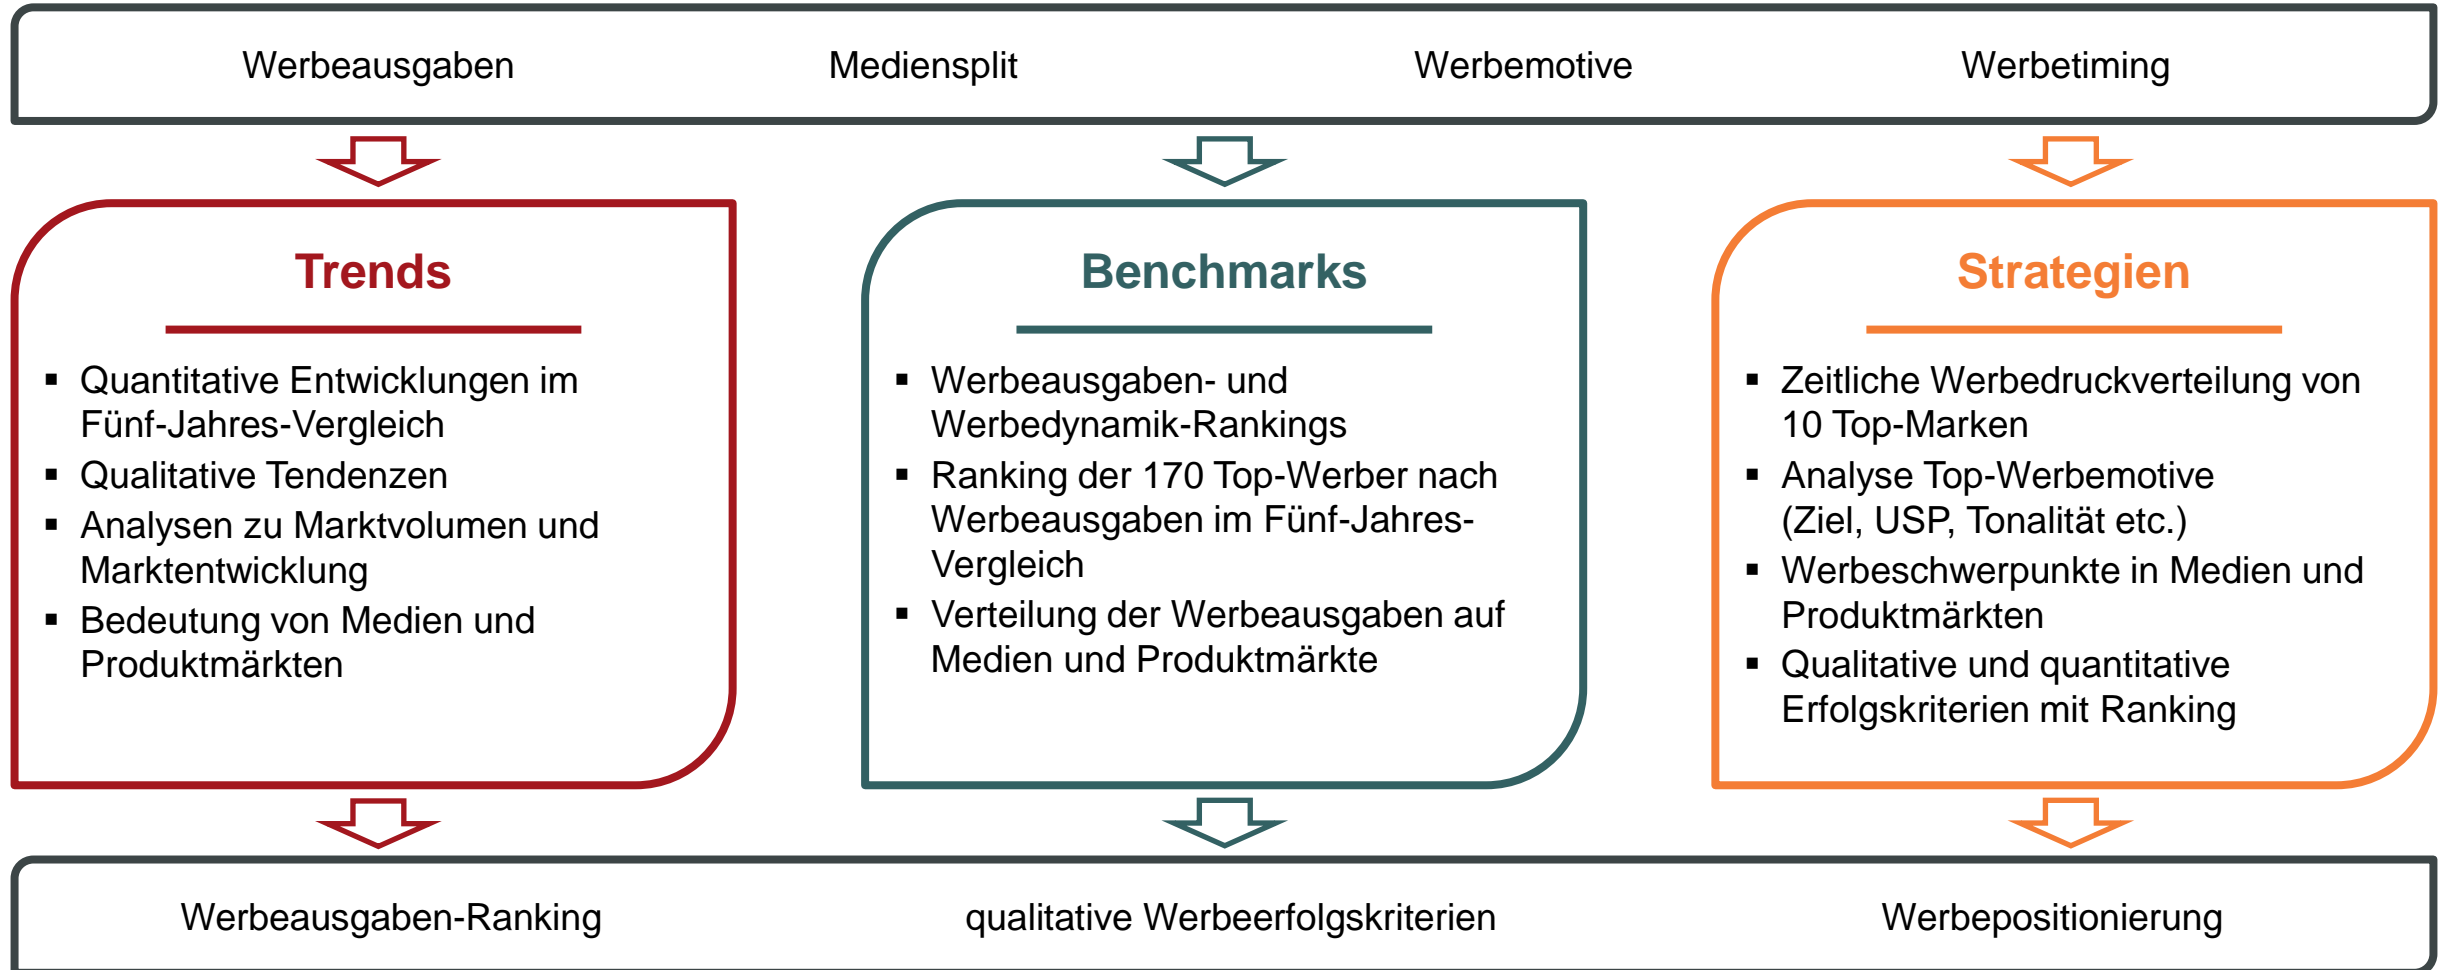 Werbeausgaben Mediensplit Werbemotive Werbetiming
Trends
▪ Quantitative Entwicklungen im
Fünf-Jahres-Vergleich
▪ Qualitative Tendenzen
▪ Analysen zu Marktvolumen und
Marktentwicklung
▪ Bedeutung von Medien und
Produktmärkten
Benchmarks
▪ Werbeausgaben- und
Werbedynamik-Rankings
▪ Ranking der 170 Top-Werber nach
Werbeausgaben im Fünf-Jahres-
Vergleich
▪ Verteilung der Werbeausgaben auf
Medien und Produktmärkte
Strategien
▪ Zeitliche Werbedruckverteilung von
10 Top-Marken
▪ Analyse Top-Werbemotive
(Ziel, USP, Tonalität etc.)
▪ Werbeschwerpunkte in Medien und
Produktmärkten
▪ Qualitative und quantitative
Erfolgskriterien mit Ranking
Werbeausgaben-Ranking qualitative Werbeerfolgskriterien Werbepositionierung